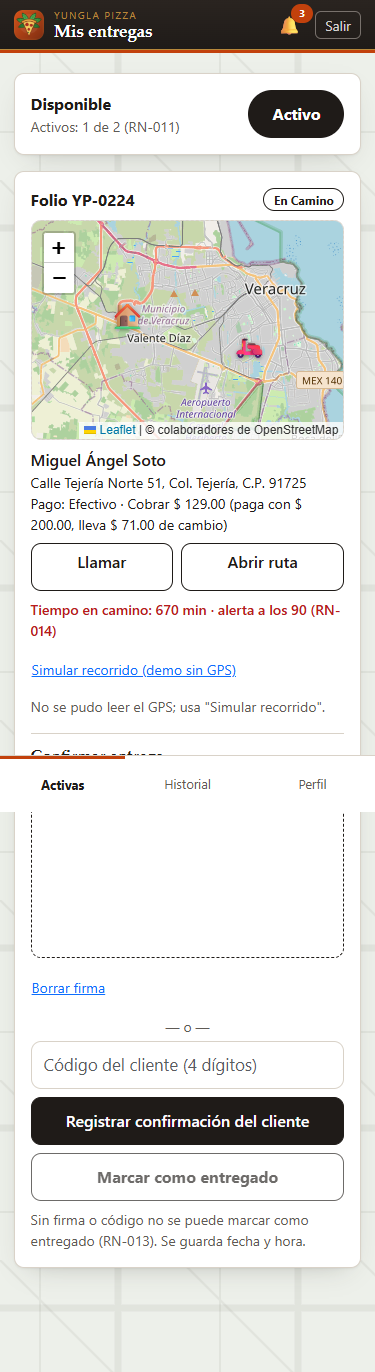 YUNGLA PIZZA
Mis entregas
3
Salir
Disponible
Activos: 1 de 2 (RN-011)
Activo
Folio YP-0224
En Camino
+
−
Veracruz
Municipio
de Veracruz
Valente Díaz
MEX 140
Aeropuerto
Internacional
Leaflet | © colaboradores de OpenStreetMap
Miguel Ángel Soto
Calle Tejería Norte 51, Col. Tejería, C.P. 91725
Pago: Efectivo · Cobrar $ 129.00 (paga con $
200.00, lleva $ 71.00 de cambio)
Llamar
Abrir ruta
Tiempo en camino: 670 min · alerta a los 90 (RN-
014)
Simular recorrido (demo sin GPS)
No se pudo leer el GPS; usa "Simular recorrido".
Confirmar entrega
Activas
Historial
Perfil
Borrar firma
— o —
Código del cliente (4 dígitos)
Registrar confirmación del cliente
Marcar como entregado
Sin firma o código no se puede marcar como
entregado (RN-013). Se guarda fecha y hora.